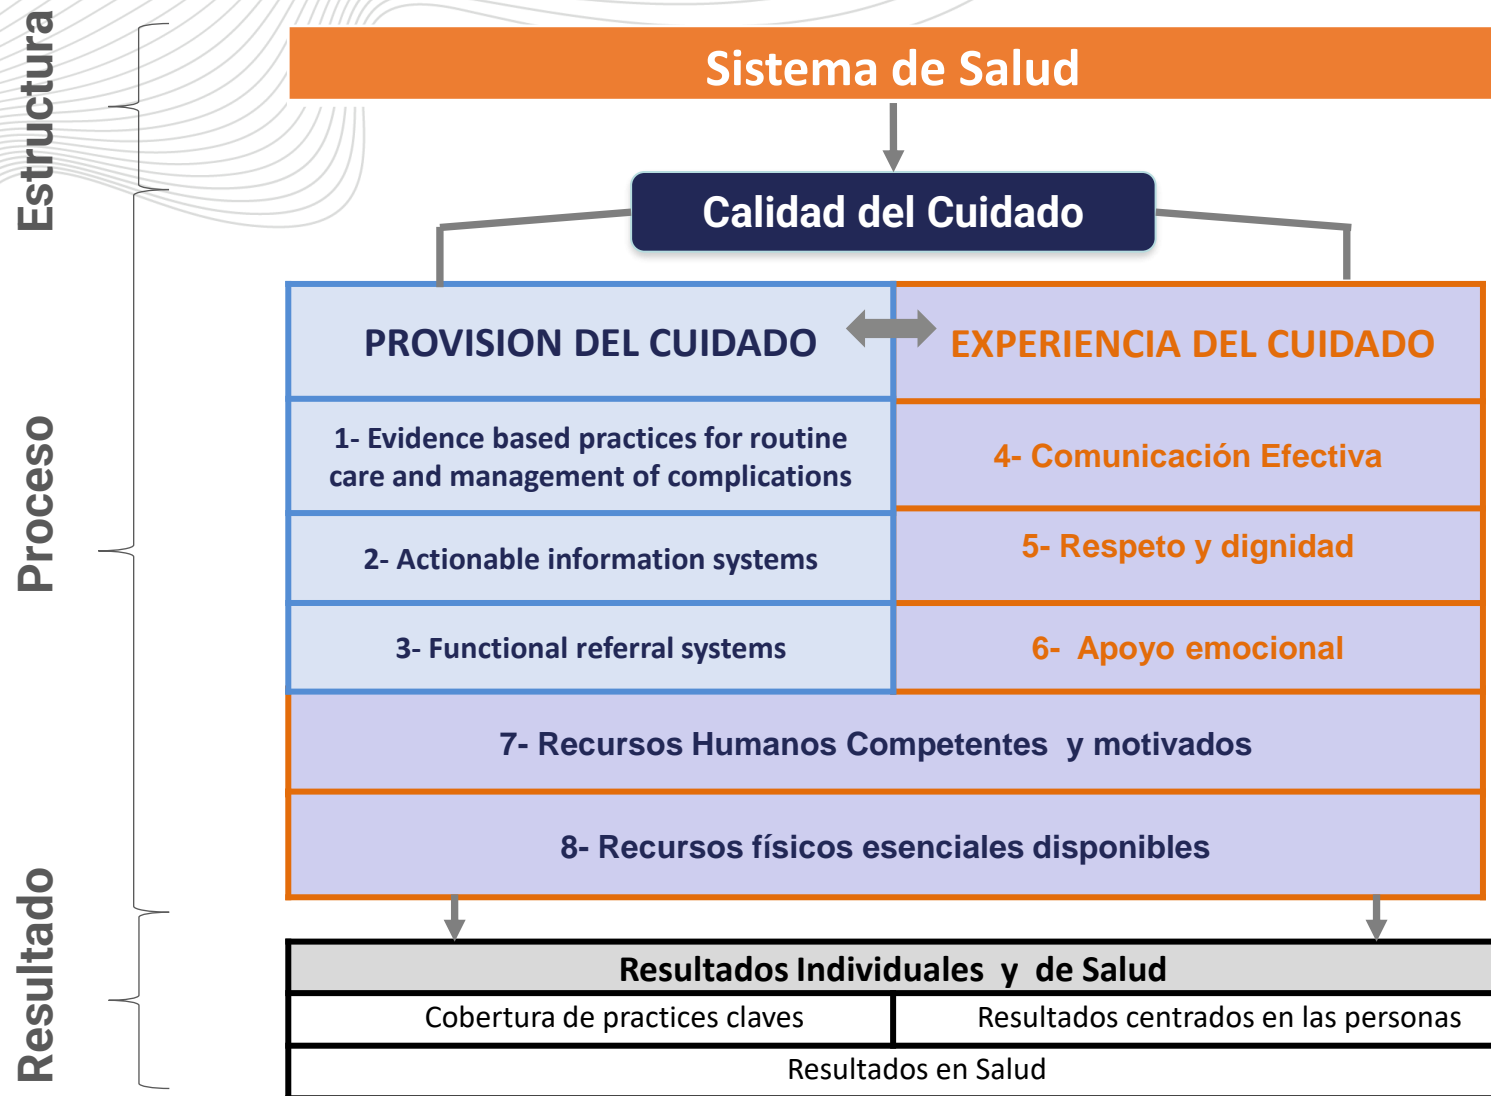 Estructura
Sistema de Salud
Calidad del Cuidado
Proceso
PROVISION DEL CUIDADO
EXPERIENCIA DEL CUIDADO
1- Evidence based practices for routine
care and management of complications
4- Comunicación Efectiva
2- Actionable information systems
5- Respeto y dignidad
3- Functional referral systems
6- Apoyo emocional
7- Recursos Humanos Competentes y motivados
8- Recursos físicos esenciales disponibles
Resultado
Resultados Individuales y de Salud
Cobertura de practices claves
Resultados centrados en las personas
Resultados en Salud